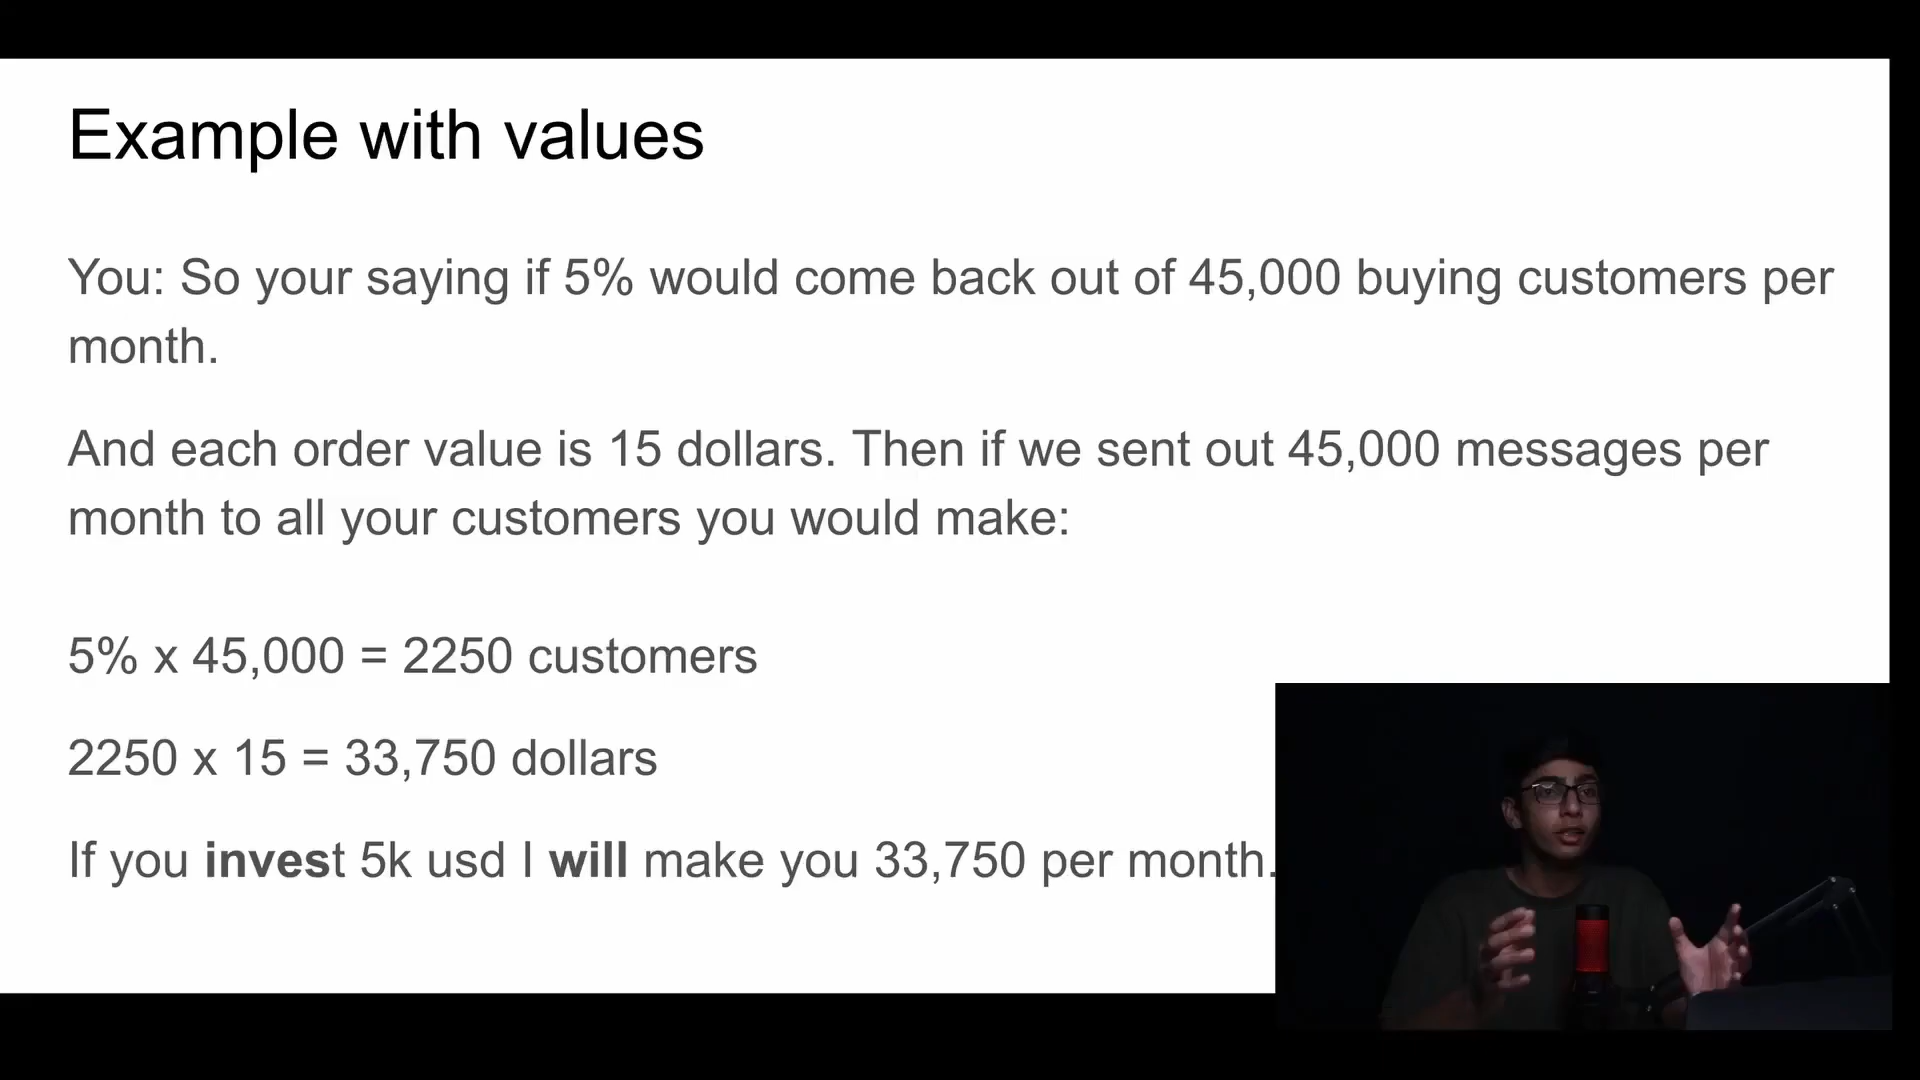 Example with values
You: So your saying if 5% would come back out of 45,000 buying customers per
month.
And each order value is 15 dollars. Then if we sent out 45,000 messages per
month to all your customers you would make:
5% x 45,000 = 2250 customers
2250 x 15 = 33,750 dollars
If you invest 5k usd I will make you 33,750 per month.